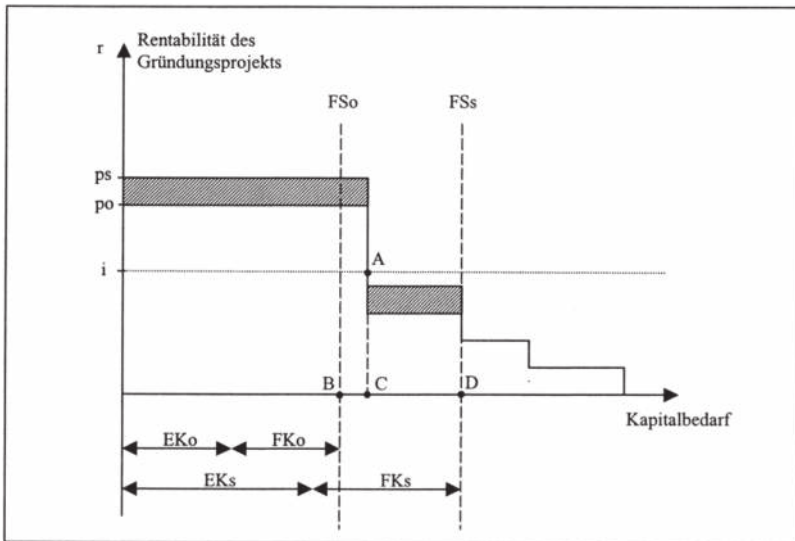 r
Rentabilität des
Gründungsprojekts
FSo
FSs
ps
po
i
A
B
C
D
Kapitalbedarf
EKo
FKo
EKs
FKs